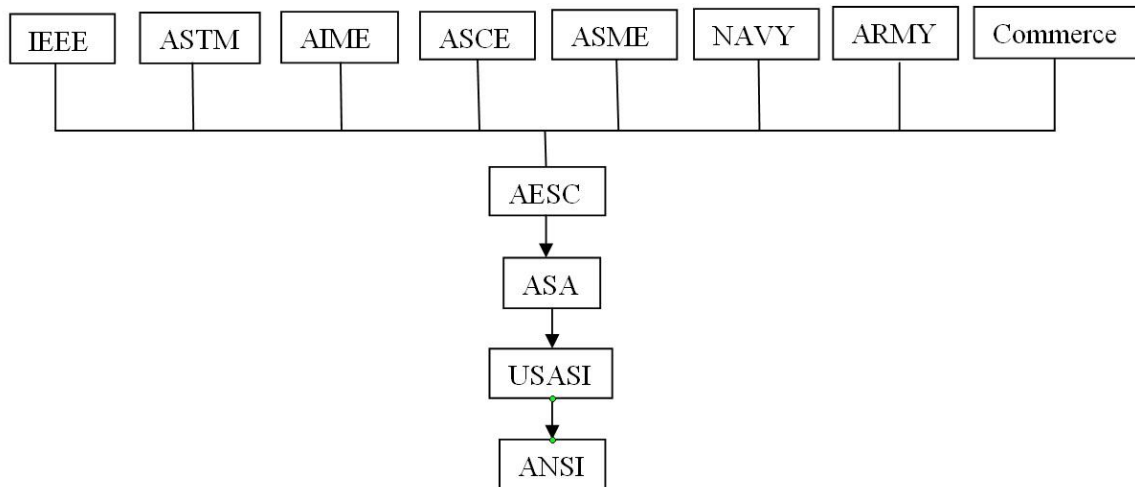 IEEE
ASTM
AIME
ASCE
ASME
NAVY
ARMY
Commerce
AESC
ASA
USASI
ANSI